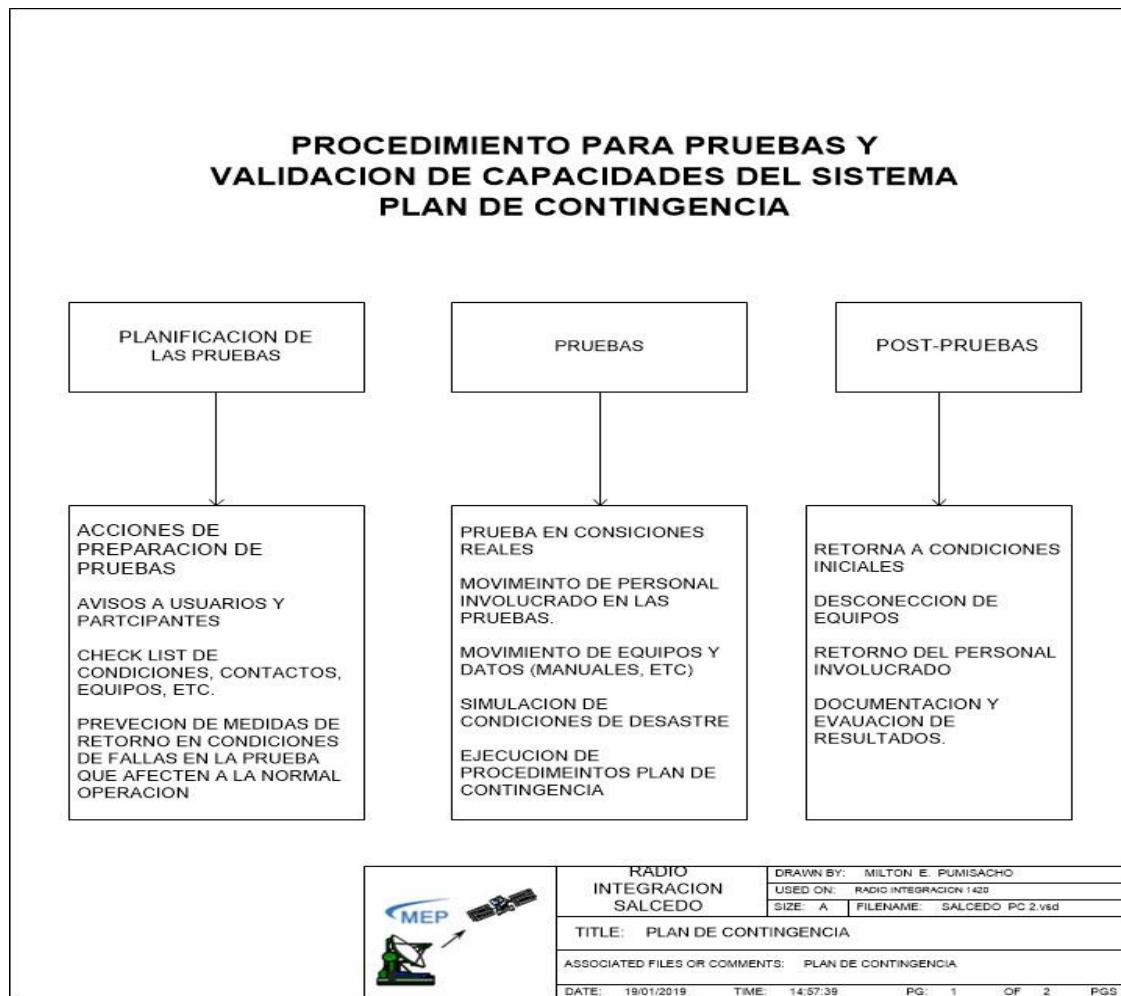 PROCEDIMIENTO PARA PRUEBAS Y
VALIDACION DE CAPACIDADES DEL SISTEMA
PLAN DE CONTINGENCIA
PLANIFICACION DE
LAS PRUEBAS
PRUEBAS
POST-PRUEBAS
ACCIONES DE
PREPARACION DE
PRUEBAS
AVISOS A USUARIOS Y
PARTCIPANTES
CHECK LIST DE
CONDICIONES, CONTACTOS,
EQUIPOS, ETC.
PREVECION DE MEDIDAS DE
RETORNO EN CONDICIONES
DE FALLAS EN LA PRUEBA
QUE AFECTEN A LA NORMAL
OPERACION
PRUEBA EN CONSICIONES
REALES
MOVIMEINTO DE PERSONAL
INVOLUCRADO EN LAS
PRUEBAS.
MOVIMIENTO DE EQUIPOS Y
DATOS (MANUALES, ETC)
SIMULACION DE
CONDICIONES DE DESASTRE
EJECUCION DE
PROCEDIMEINTOS PLAN DE
CONTINGENCIA
RETORNA A CONDICIONES
INICIALES
DESCONECCION DE
EQUIPOS
RETORNO DEL PERSONAL
INVOLUCRADO
DOCUMENTACION Y
EVAUACION DE
RESULTADOS.
MEP
RADIO
INTEGRACION
SALCEDO
DRAWN BY: MILTON E. PUMISACHO
USED ON: RADIO INTEGRACION 1420
SIZE: A FILENAME: SALCEDO PC 2.vsd
TITLE: PLAN DE CONTINGENCIA
ASSOCIATED FILES OR COMMENTS: PLAN DE CONTINGENCIA
DATE: 19/01/2019 TIME: 14:57:39 PG: 1 OF 2 PGS